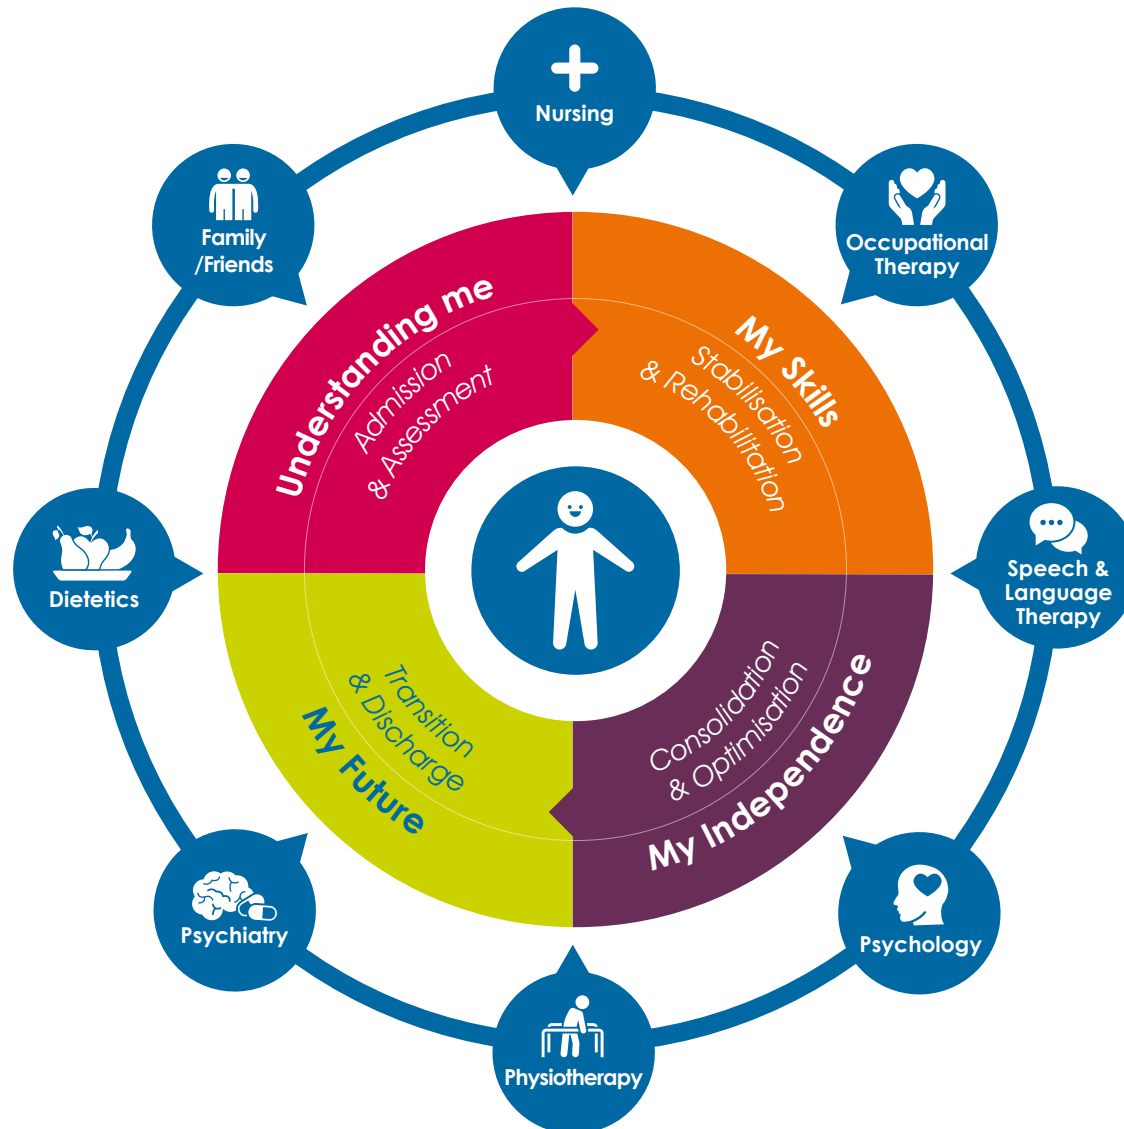 Nursing
Family
/Friends
Occupational
Therapy
Understanding me
Admission
& Assessment
My Skills
Stabilisation
& Rehabilitation
Dietetics
Speech &
Language
Therapy
Transition
& Discharge
My Future
Consolidation
& Optimisation
My Independence
Psychiatry
Psychology
Physiotherapy